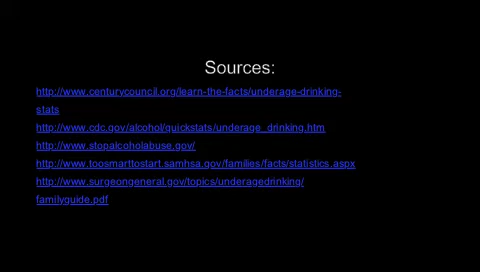 Sources:
http://www.centurycouncil.org/learn-the-facts/underage-drinking-
stats
http://www.cdc.gov/alcohol/quickstats/underage_drinking.htm
http://www.stopalcoholabuse.gov/
http://www.toosmarttostart.samhsa.gov/families/facts/statistics.aspx
http://www.surgeongeneral.gov/topics/underagedrinking/
familyguide.pdf